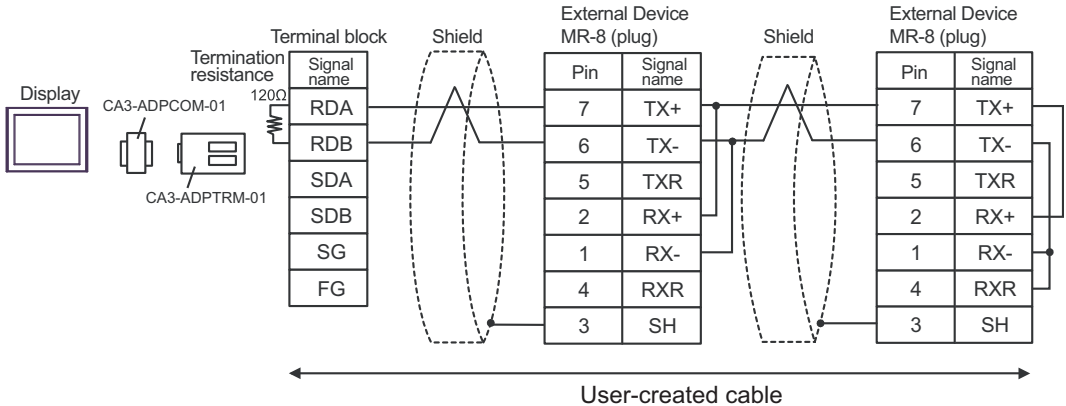 Display
CA3-ADPCOM-01
CA3-ADPTRM-01
Termination
resistance
120Ω
Terminal block
Signal
name
RDA
RDB
SDA
SDB
SG
FG
Shield
External Device
MR-8 (plug)
Pin Signal
name
7 TX+
6 TX-
5 TXR
2 RX+
1 RX-
4 RXR
3 SH
Shield
External Device
MR-8 (plug)
Pin Signal
name
7 TX+
6 TX-
5 TXR
2 RX+
1 RX-
4 RXR
3 SH
User-created cable